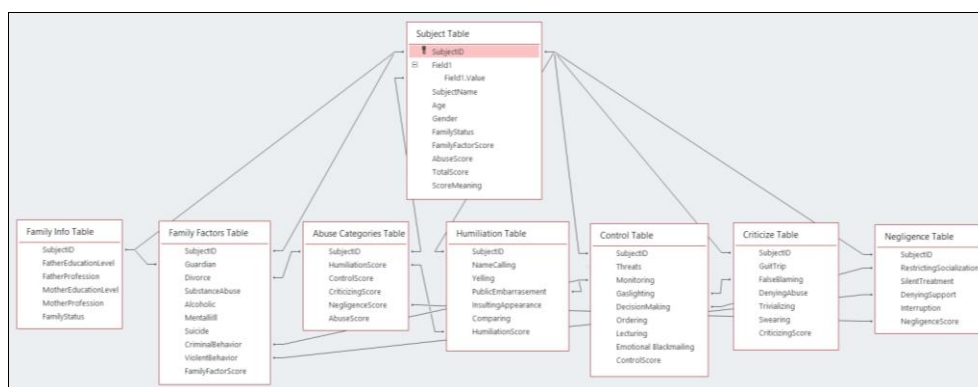 Subject Table
SubjectID
Field1
Field1.Value
SubjectName
Age
Gender
FamilyStatus
FamilyFactorScore
AbuseScore
TotalScore
ScoreMeaning
Family Info Table
SubjectID
FatherEducationLevel
FatherProfession
MotherEducationLevel
MotherProfession
FamilyStatus
Family Factors Table
SubjectID
Guardian
Divorce
SubstanceAbuse
Alcoholic
MentalIll
Suicide
CriminalBehavior
ViolentBehavior
FamilyFactorScore
Abuse Categories Table
SubjectID
HumiliationScore
ControlScore
CriticizingScore
NegligenceScore
AbuseScore
Humiliation Table
SubjectID
NameCalling
Yelling
PublicEmbarrasement
InsultingAppearance
Comparing
HumiliationScore
Control Table
SubjectID
Threats
Monitoring
Gaslighting
DecisionMaking
Ordering
Lecturing
Emotional Blackmailing
ControlScore
Criticize Table
SubjectID
GuitTrip
FalseBlaming
DenyingAbuse
Trivializing
Swearing
CriticizingScore
Negligence Table
SubjectID
RestrictingSocialization
SilentTreatment
DenyingSupport
Interruption
NegligenceScore